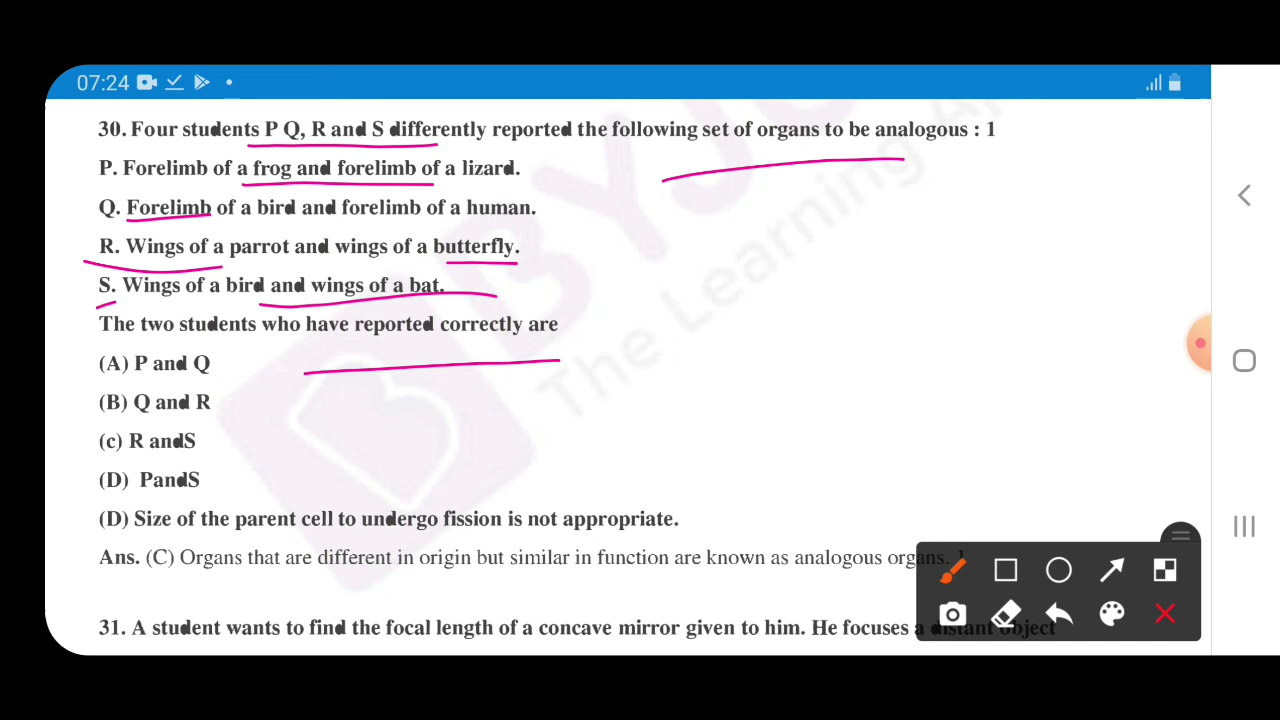 07:24
30. Four students P Q, R and S differently reported the following set of organs to be analogous : 1
P. Forelimb of a frog and forelimb of a lizard.
Q. Forelimb of a bird and forelimb of a human.
R. Wings of a parrot and wings of a butterfly.
S. Wings of a bird and wings of a bat.
The two students who have reported correctly are
(A) P and Q
(B) Q and R
(c) R andS
(D) PandS
(D) Size of the parent cell to undergo fission is not appropriate.
Ans. (C) Organs that are different in origin but similar in function are known as analogous organs. 1
31. A student wants to find the focal length of a concave mirror given to him. He focuses a distant object
BYJU
The Learning Ap